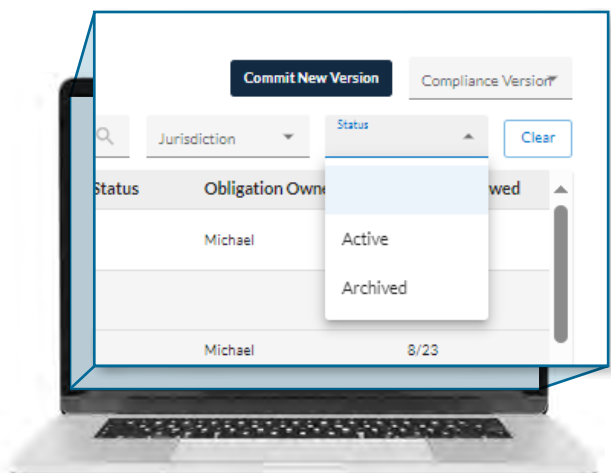 Commit New Version
Compliance Version
Jurisdiction
Status
Clear
Status
Obligation Owne
wed
Michael
Active
Archived
Michael
8/23